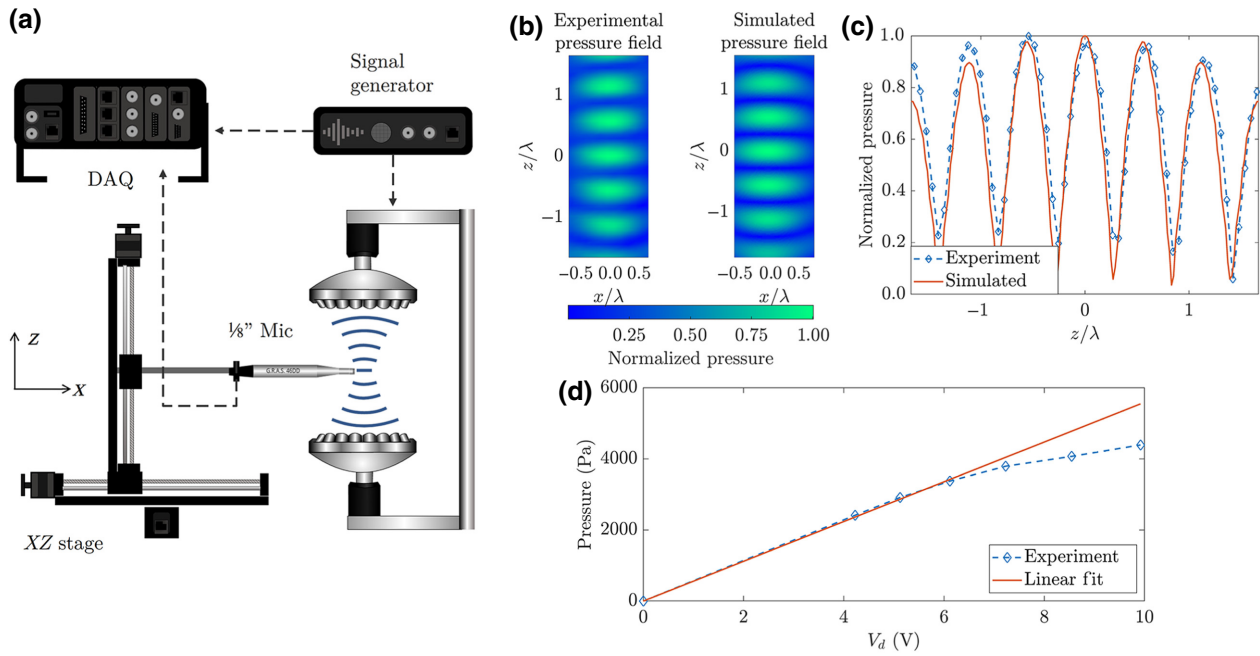 (a)
Signal
generator
DAQ
⅛” Mic
G.R.A.S. 46DD
z
x
XZ stage
(b)
Experimental
pressure field
Simulated
pressure field
z/λ
1
0
−1
−0.5 0.0 0.5
x/λ
z/λ
1
0
−1
−0.5 0.0 0.5
x/λ
0.25 0.50 0.75 1.00
Normalized pressure
(c)
Normalized pressure
1.0
0.8
0.6
0.4
0.2
0.0
Experiment
Simulated
−1 0 1
z/λ
(d)
Pressure (Pa)
6000
4000
2000
0
Experiment
Linear fit
0 2 4 6 8 10
V_d (V)